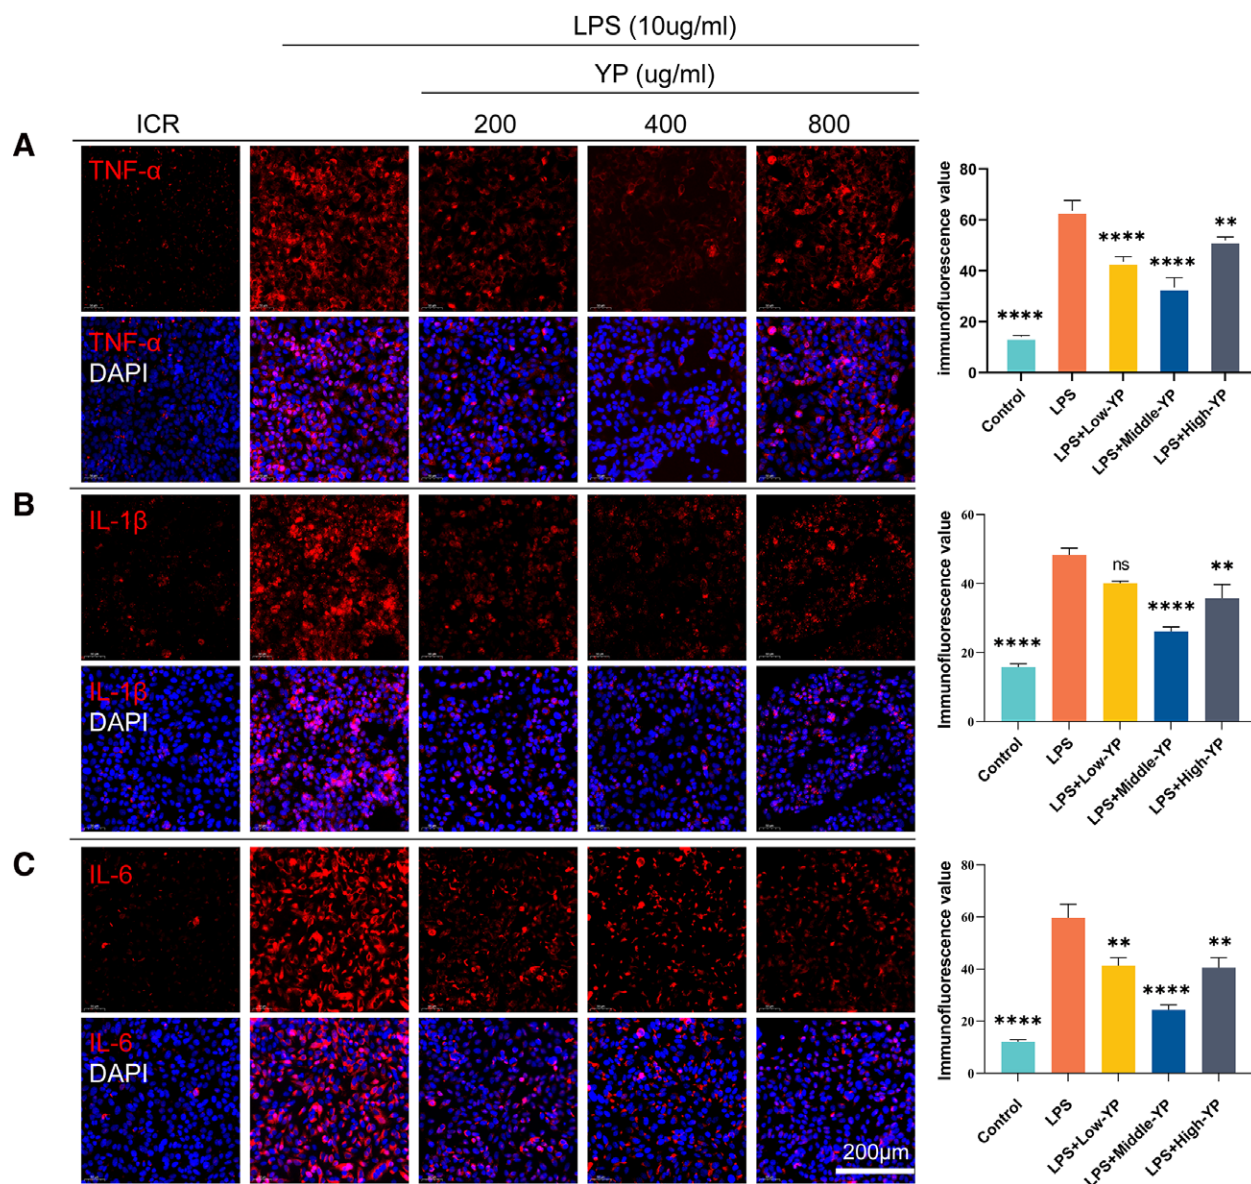 LPS (10ug/ml)
YP (ug/ml)
ICR 200 400 800
A
TNF-α
TNF-α
DAPI
immunofluorescence value
80
60
40
20
0
****
****
****
**
Control
LPS
LPS+Low-YP
LPS+Middle-YP
LPS+High-YP
B
IL-1β
IL-1β
DAPI
Immunofluorescence value
60
40
20
0
****
ns
****
**
Control
LPS
LPS+Low-YP
LPS+Middle-YP
LPS+High-YP
C
IL-6
IL-6
DAPI
200μm
Immunofluorescence value
80
60
40
20
0
****
**
****
**
Control
LPS
LPS+Low-YP
LPS+Middle-YP
LPS+High-YP